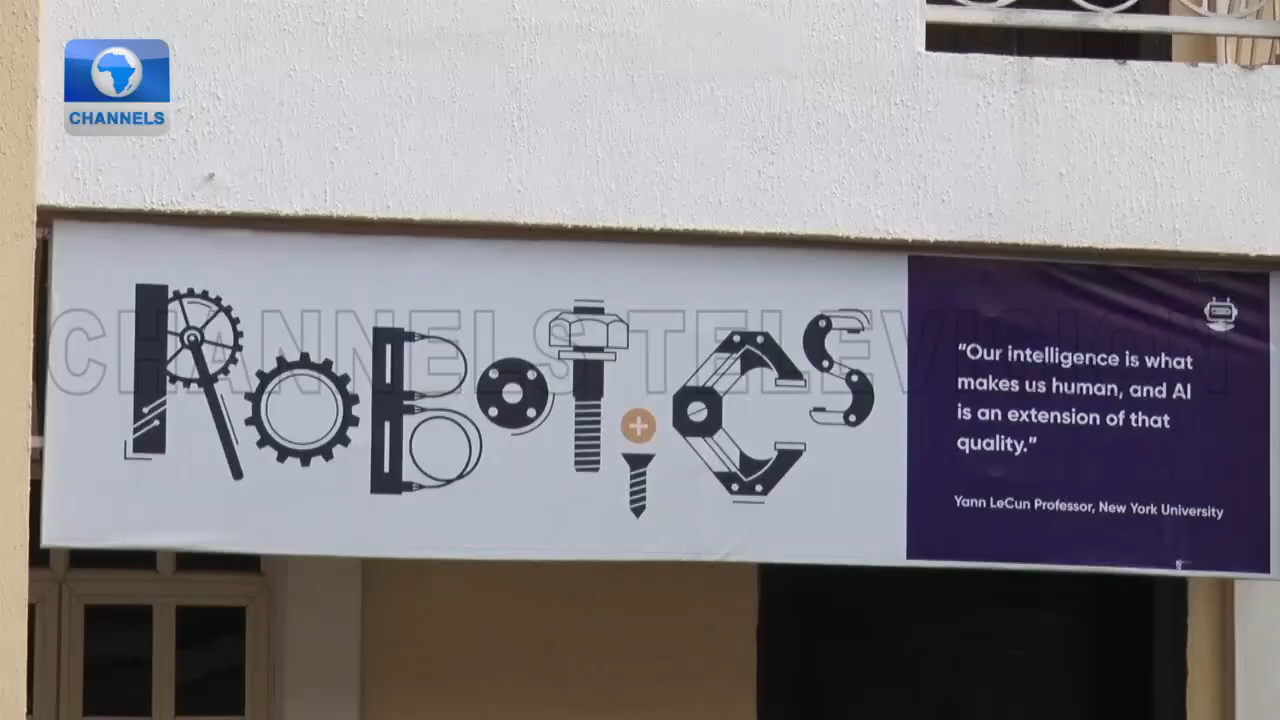 CHANNELS
CHANNELS TELEVISION
RoBoTiCS
“Our intelligence is what
makes us human, and AI
is an extension of that
quality.”
Yann LeCun Professor, New York University